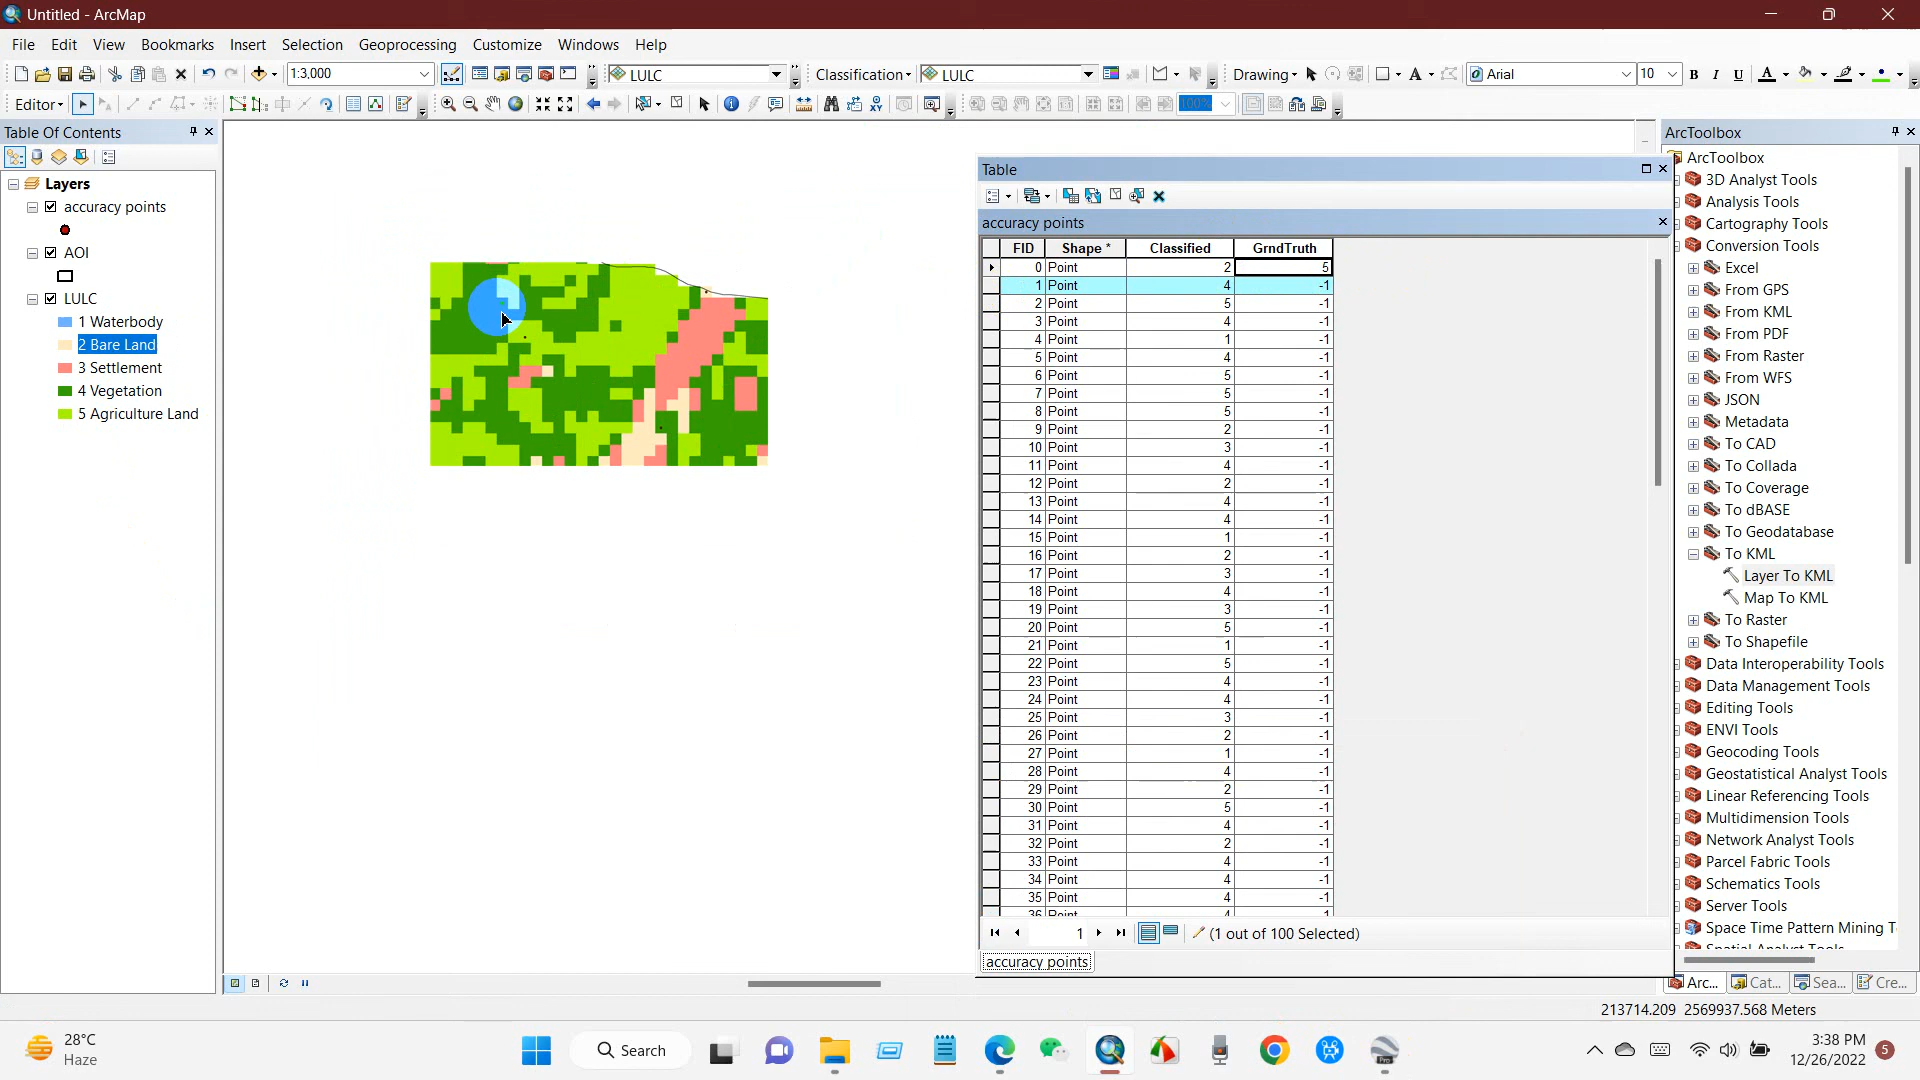 Untitled - ArcMap
File Edit View Bookmarks Insert Selection Geoprocessing Customize Windows Help
1:3,000 LULC Classification LULC Drawing Arial 10 B I U A
Editor 100%
Table Of Contents
Layers
accuracy points
AOI
LULC
1 Waterbody
2 Bare Land
3 Settlement
4 Vegetation
5 Agriculture Land
Table
accuracy points
FID Shape * Classified GrndTruth
0 Point 2 5
1 Point 4 -1
2 Point 5 -1
3 Point 4 -1
4 Point 1 -1
5 Point 4 -1
6 Point 5 -1
7 Point 5 -1
8 Point 5 -1
9 Point 2 -1
10 Point 3 -1
11 Point 4 -1
12 Point 2 -1
13 Point 4 -1
14 Point 4 -1
15 Point 1 -1
16 Point 2 -1
17 Point 3 -1
18 Point 4 -1
19 Point 3 -1
20 Point 5 -1
21 Point 1 -1
22 Point 5 -1
23 Point 4 -1
24 Point 4 -1
25 Point 3 -1
26 Point 2 -1
27 Point 1 -1
28 Point 4 -1
29 Point 2 -1
30 Point 5 -1
31 Point 4 -1
32 Point 2 -1
33 Point 4 -1
34 Point 4 -1
35 Point 4 -1
36 Point 4 -1
1 (1 out of 100 Selected)
accuracy points
ArcToolbox
ArcToolbox
3D Analyst Tools
Analysis Tools
Cartography Tools
Conversion Tools
Excel
From GPS
From KML
From PDF
From Raster
From WFS
JSON
Metadata
To CAD
To Collada
To Coverage
To dBASE
To Geodatabase
To KML
Layer To KML
Map To KML
To Raster
To Shapefile
Data Interoperability Tools
Data Management Tools
Editing Tools
ENVI Tools
Geocoding Tools
Geostatistical Analyst Tools
Linear Referencing Tools
Multidimension Tools
Network Analyst Tools
Parcel Fabric Tools
Schematics Tools
Server Tools
Space Time Pattern Mining T
Spatial Analyst Tools
Arc... Cat... Sea... Cre...
213714.209 2569937.568 Meters
28°C
Haze
Search
3:38 PM
12/26/2022
5